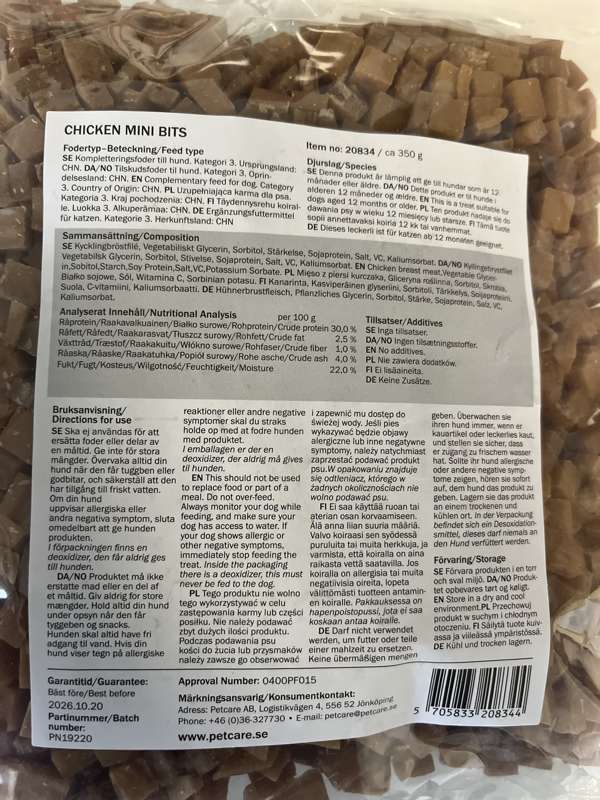 CHICKEN MINI BITS
Fodertyp–Beteckning/Feed type
SE Kompletteringsfoder till hund. Kategori 3. Ursprungsland:
CHN. DA/NO Tilskudsfoder til hund. Kategori 3. Oprin-
delsesland: CHN. EN Complementary feed for dog. Category
3. Country of Origin: CHN. PL Uzupełniająca karma dla psa.
Kategoria 3. Kraj pochodzenia: CHN. FI Täydennysrehu koiral-
le. Luokka 3. Alkuperämaa: CHN. DE Ergänzungsfuttermittel
für katzen. Kategorie 3. Herkunftsland: CHN
Item no: 20834 / ca 350 g
Djurslag/Species
SE Denna produkt är lämplig att ge till hundar som är 12
månader eller äldre. DA/NO Dette produkt er til hunde i
alderen 12 måneder og ældre. EN This is a treat suitable for
dogs aged 12 months or older. PL Ten produkt nadaje się do
dawania psy w wieku 12 miesięcy lub starsze. FI Tämä tuote
sopii annettavaksi koiria 12 kk tai vanhemmat.
DE Dieses leckerli ist für katzen ab 12 monaten geeignet.
Sammansättning/Composition
SE Kycklingbröstfilé, Vegetabiliskt Glycerin, Sorbitol, Stärkelse, Sojaprotein, Salt, VC, Kaliumsorbat. DA/NO Kyllingebrystfilet
Vegetabilsk Glycerin, Sorbitol, Stivelse, Sojaprotein, Salt, VC, Kaliumsorbat. EN Chicken breast meat,Vegetable Glycer-
in,Sobitol,Starch,Soy Protein,Salt,VC,Potassium Sorbate. PL Mięso z piersi kurczaka, Gliceryna roślinna, Sorbitol, Skrobia,
Białko sojowe, Sól, Witamina C, Sorbinian potasu. FI Kanarinta, Kasviperäinen glyseriini, Sorbitoli, Tärkkelys, Soijaproteiini,
Suola, C-vitamiini, Kaliumsorbaatti. DE Hühnerbrustfleisch, Pflanzliches Glycerin, Sorbitol, Stärke, Sojaprotein, Salz, VC,
Kaliumsorbat.
Analyserat Innehåll/Nutritional Analysis per 100 g
Råprotein/Raakavalkuainen/Białko surowe/Rohprotein/Crude protein 30,0 %
Råfett/Råfedt/Raakarasvat/Tłuszcz surowy/Rohfett/Crude fat 2,5 %
Växttråd/Træstof/Raakakuitu/Włókno surowe/Rohfaser/Crude fiber 1,0 %
Råaska/Råaske/Raakatuhka/Popiół surowy/Rohe asche/Crude ash 4,0 %
Fukt/Fugt/Kosteus/Wilgotność/Feuchtigkeit/Moisture 22,0 %
Tillsatser/Additives
SE Inga tillsatser.
DA/NO Ingen tilsætningsstoffer.
EN No additives.
PL Nie zawiera dodatków.
FI Ei lisäaineita.
DE Keine Zusätze.
Bruksanvisning/
Directions for use
SE Ska ej användas för att
ersätta foder eller delar av
en måltid. Ge inte för stora
mängder. Övervaka alltid din
hund när den får tuggben eller
godbitar, och säkerställ att den
har tillgång till friskt vatten.
Om din hund
uppvisar allergiska eller
andra negativa symptom, sluta
omedelbart att ge hunden
produkten.
I förpackningen finns en
deoxidizer, den får aldrig ges
till hunden.
DA/NO Produktet må ikke
erstatte mad eller en del af
et måltid. Giv aldrig for store
mængder. Hold altid din hund
under opsyn når den får
tyggeben og snacks.
Hunden skal altid have fri
adgang til vand. Hvis din
hund viser tegn på allergiske
reaktioner eller andre negative
symptomer skal du straks
holde op med at fodre hunden
med produktet.
I emballagen er der en
deoxidizer, der aldrig må gives
til hunden.
EN This should not be used
to replace food or part of a
meal. Do not over-feed.
Always monitor your dog while
feeding, and make sure your
dog has access to water. If
your dog shows allergic or
other negative symptoms,
immediately stop feeding the
treat. Inside the packaging
there is a deoxidizer, this must
never be fed to the dog.
PL Tego produktu nie wolno
tego wykorzystywać w celu
zastępowania karmy lub części
posiłku. Nie należy podawać
zbyt dużych ilości produktu.
Podczas podawania psu
kości do żucia lub przysmaków
należy zawsze go obserwować
i zapewnić mu dostęp do
świeżej wody. Jeśli pies
wykazywać będzie objawy
alergiczne lub inne negatywne
symptomy, należy natychmiast
zaprzestać podawać produkt
psu.W opakowaniu znajduje
się odtleniacz, którego w
żadnych okolicznościach nie
wolno podawać psu.
FI Ei saa käyttää ruoan tai
aterian osan korvaamiseen.
Älä anna liian suuria määriä.
Valvo koiraasi sen syödessä
puruluita tai muita herkkuja, ja
varmista, että koiralla on aina
raikasta vettä saatavilla. Jos
koiralla on allergisia tai muita
negatiivisia oireita, lopeta
välittömästi tuotteen antamin-
en koiralle. Pakkauksessa on
hapenpoistopussi, jota ei saa
koskaan antaa koiralle.
DE Darf nicht verwendet
werden, um futter oder teile
einer mahlzeit zu ersetzen.
Keine übermäßigen mengen
geben. Überwachen sie
ihren hund immer, wenn er
kauartikel oder leckerlies kaut,
und stellen sie sicher, dass
er zugang zu frischem wasser
hat. Sollte ihr hund allergische
oder andere negative symp-
tome zeigen, hören sie sofort
auf, dem hund das produkt zu
geben. Lagern sie das produkt
an einem trockenen und
kühlen ort. In der Verpackung
befindet sich ein Desoxidation-
smittel, dieses darf niemals an
den Hund verfüttert werden.
Förvaring/Storage
SE Förvara produkten i en torr
och sval miljö. DA/NO Produk-
tet opbevares tørt og køligt.
EN Store in a dry and cool
environment.PL Przechowuj
produkt w suchym i chłodnym
otoczeniu. FI Säilytä tuote kuiv-
assa ja viileässä ympäristössä.
DE Kühl und trocken lagern.
Garantitid/Guarantee:
Bäst före/Best before
2026.10.20
Partinummer/Batch
number:
PN19220
Approval Number: 0400PF015
Märkningsansvarig/Konsumentkontakt:
Adress: Petcare AB, Logistikvägen 4, 556 52 Jönköping
Phone: +46 (0)36-327730 • E-mail: petcare@petcare.se
www.petcare.se
5 705833 208344